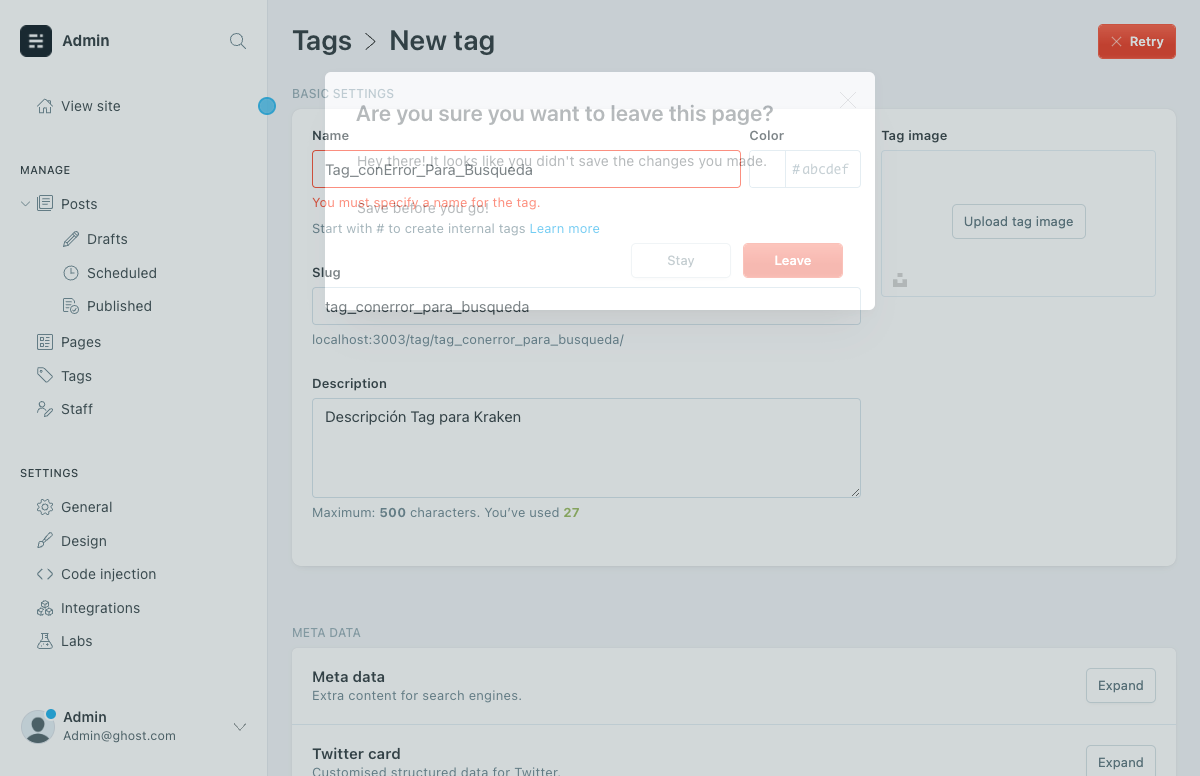 Admin
View site
MANAGE
Posts
Drafts
Scheduled
Published
Pages
Tags
Staff
SETTINGS
General
Design
Code injection
Integrations
Labs
Admin
Admin@ghost.com
Tags > New tag
Retry
BASIC SETTINGS
Are you sure you want to leave this page?
Hey there! It looks like you didn't save the changes you made.
Save before you go!
Stay
Leave
Name
Tag_conError_Para_Busqueda
You must specify a name for the tag.
Start with # to create internal tags Learn more
Color
#abcdef
Slug
tag_conerror_para_busqueda
localhost:3003/tag/tag_conerror_para_busqueda/
Description
Descripción Tag para Kraken
Maximum: 500 characters. You’ve used 27
Tag image
Upload tag image
META DATA
Meta data
Extra content for search engines.
Expand
Twitter card
Customised structured data for Twitter.
Expand